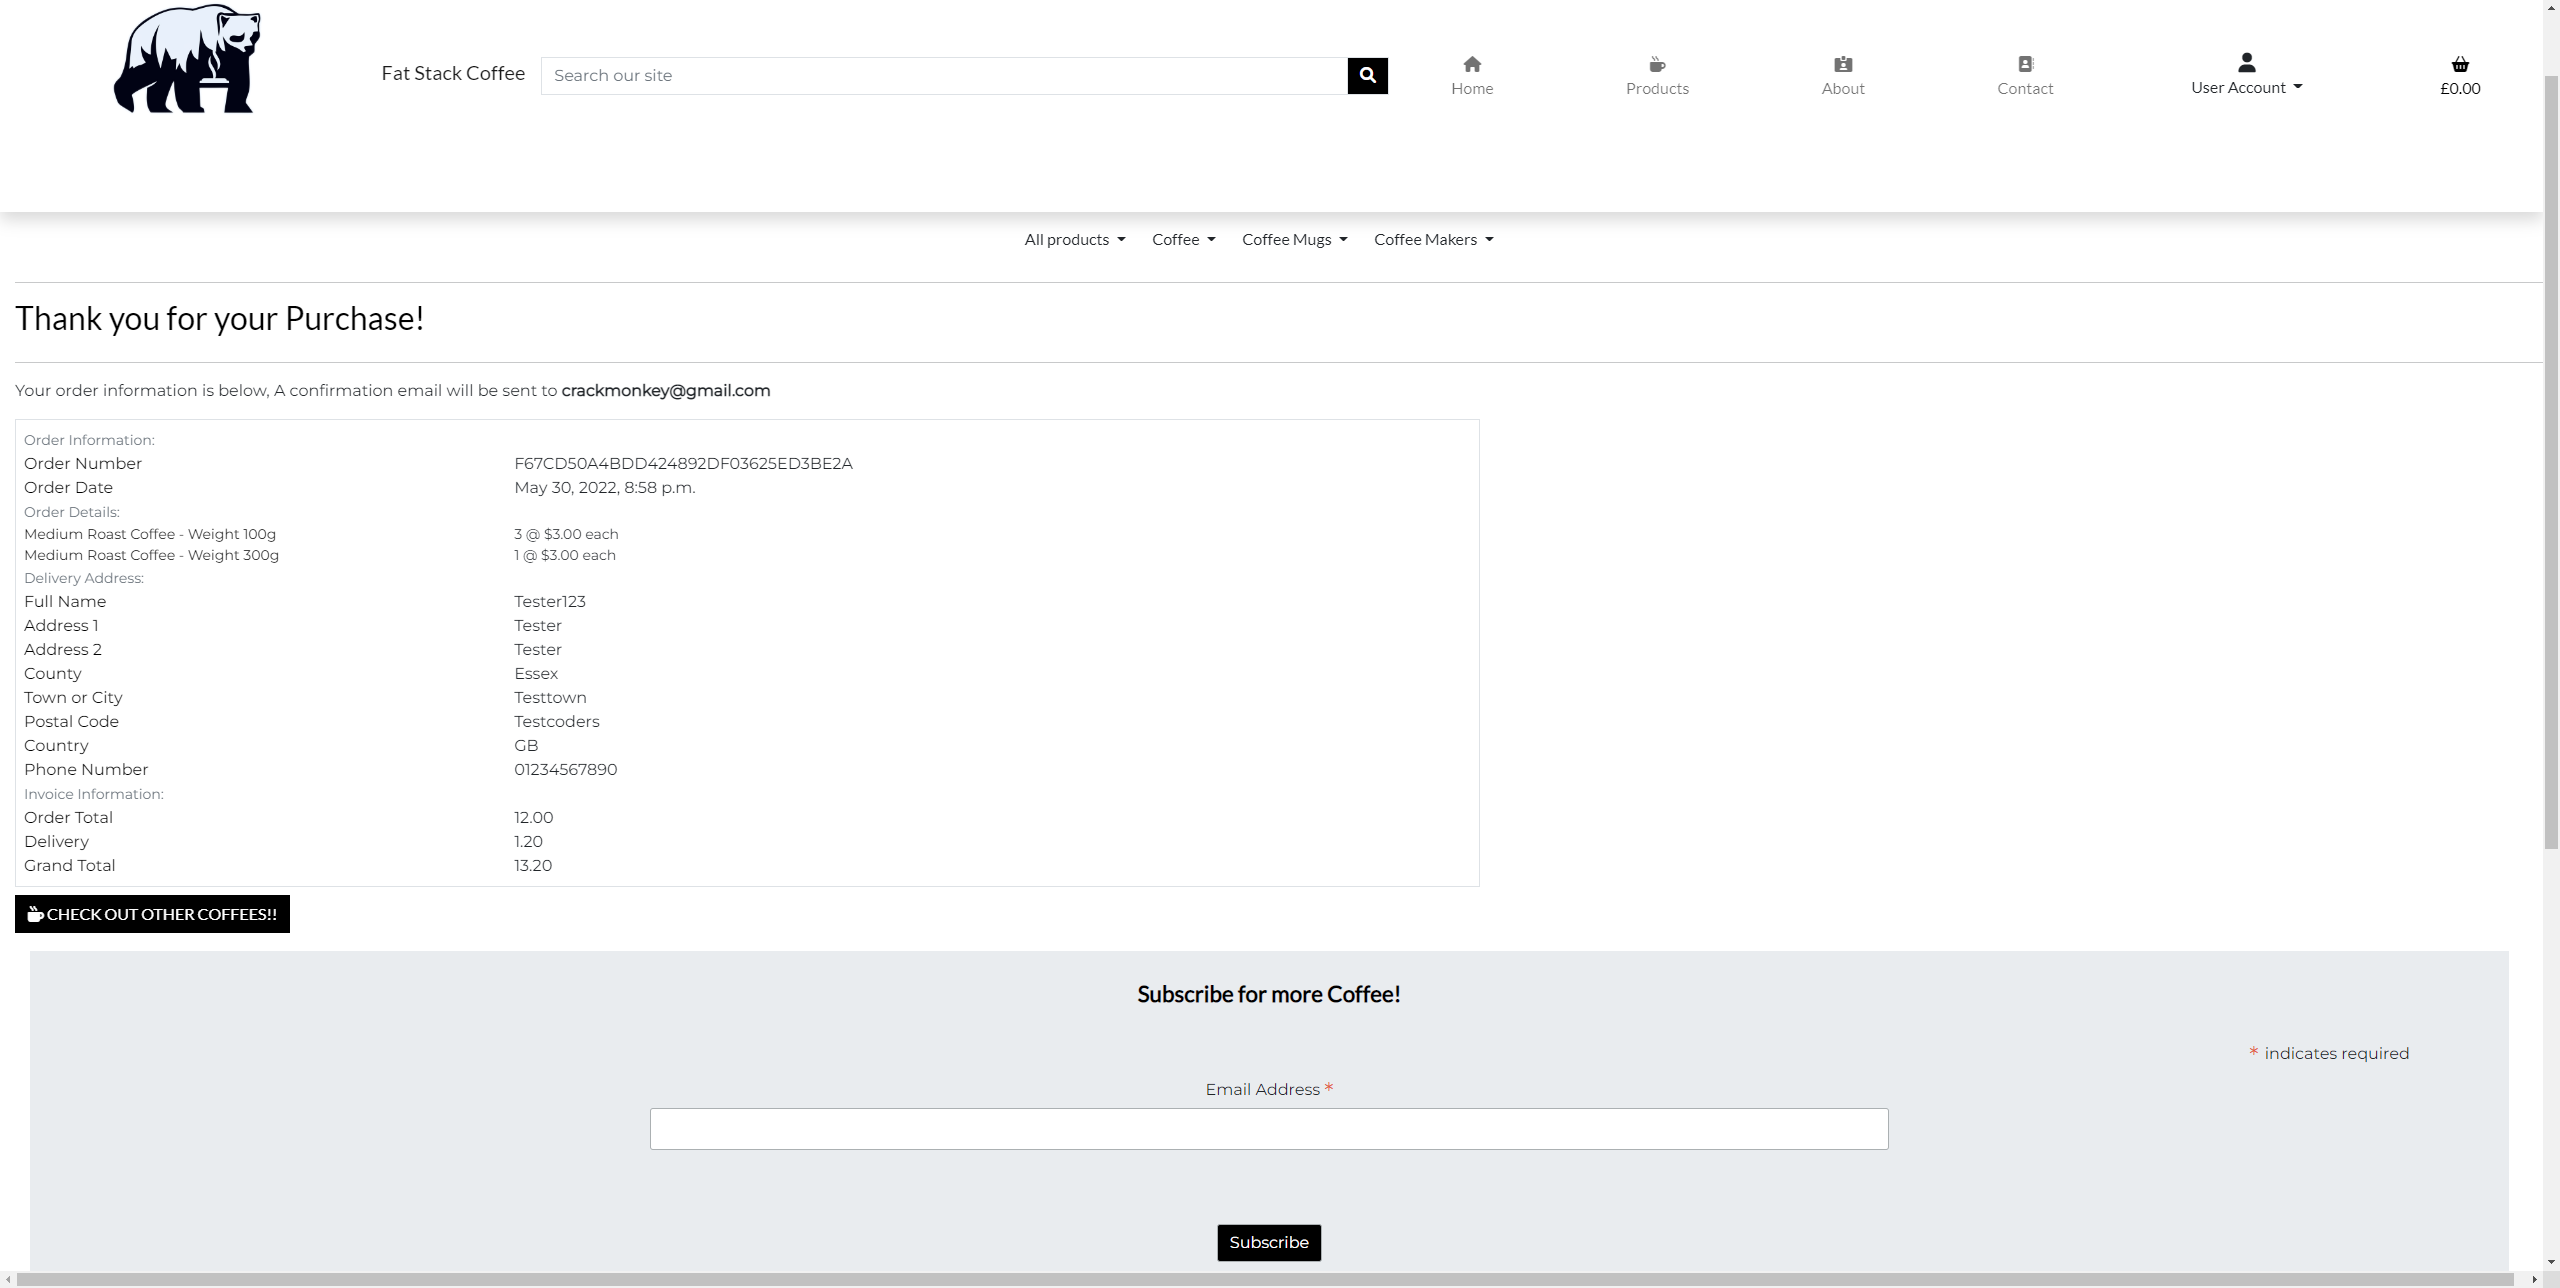 Fat Stack Coffee Search our site Home Products About Contact User Account £0.00
All products Coffee Coffee Mugs Coffee Makers
Thank you for your Purchase!
Your order information is below, A confirmation email will be sent to crackmonkey@gmail.com
Order Information:
Order Number F67CD50A4BDD424892DF03625ED3BE2A
Order Date May 30, 2022, 8:58 p.m.
Order Details:
Medium Roast Coffee - Weight 100g 3 @ $3.00 each
Medium Roast Coffee - Weight 300g 1 @ $3.00 each
Delivery Address:
Full Name Tester123
Address 1 Tester
Address 2 Tester
County Essex
Town or City Testtown
Postal Code Testcoders
Country GB
Phone Number 01234567890
Invoice Information:
Order Total 12.00
Delivery 1.20
Grand Total 13.20
CHECK OUT OTHER COFFEES!!
Subscribe for more Coffee!
* indicates required
Email Address *
Subscribe